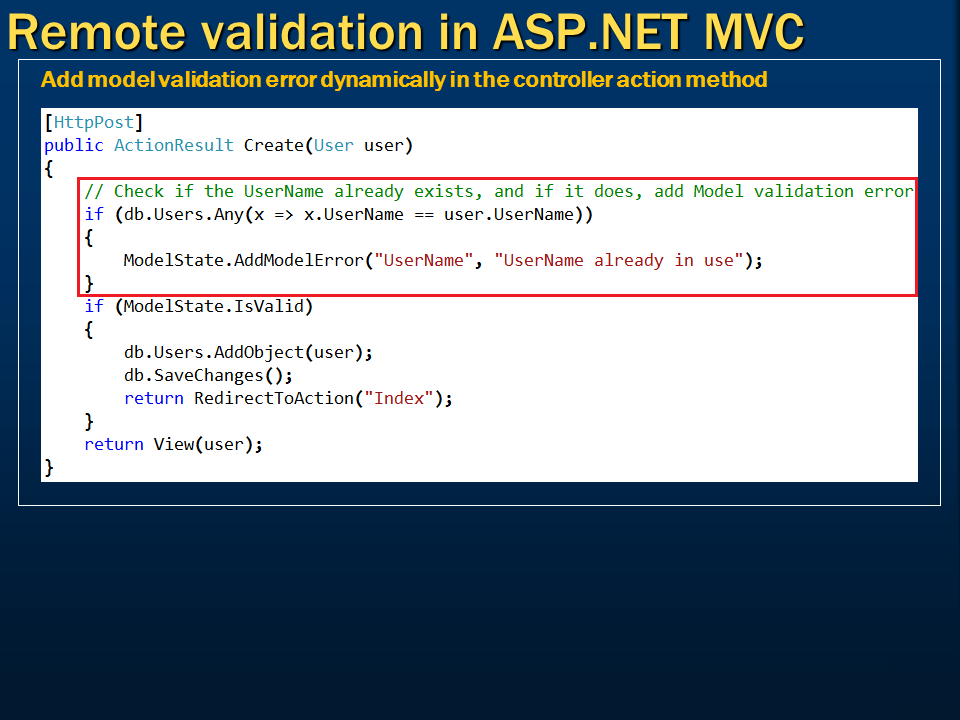 Remote validation in ASP.NET MVC
Add model validation error dynamically in the controller action method
[HttpPost]
public ActionResult Create(User user)
{
    // Check if the UserName already exists, and if it does, add Model validation error
    if (db.Users.Any(x => x.UserName == user.UserName))
    {
        ModelState.AddModelError("UserName", "UserName already in use");
    }
    if (ModelState.IsValid)
    {
        db.Users.AddObject(user);
        db.SaveChanges();
        return RedirectToAction("Index");
    }
    return View(user);
}